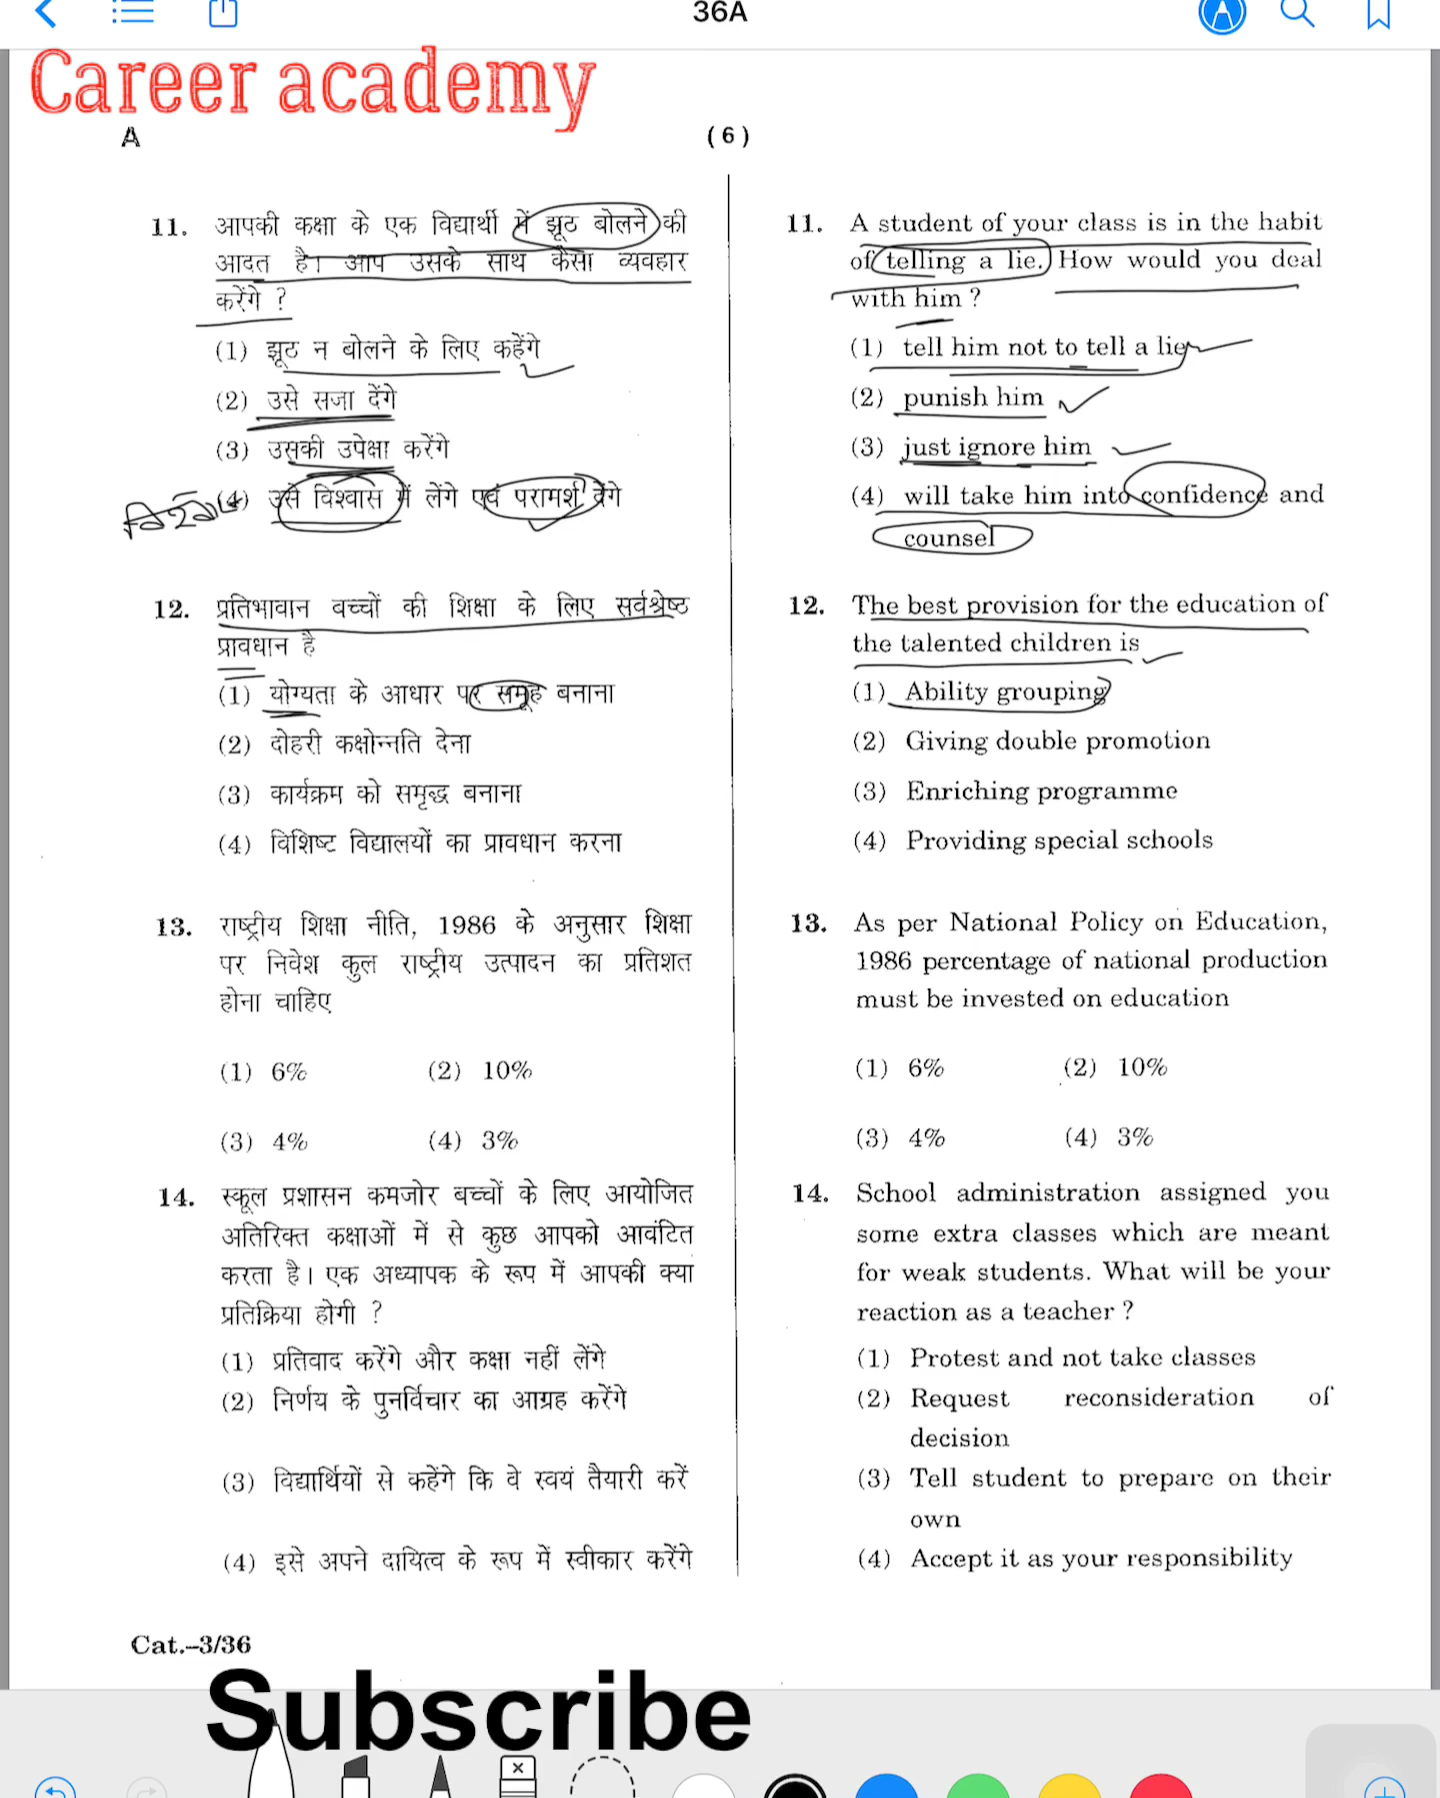 36A
Career academy
A
( 6 )
11. आपकी कक्षा के एक विद्यार्थी में झूठ बोलने की
आदत है। आप उसके साथ कैसा व्यवहार
करेंगे ?
(1) झूठ न बोलने के लिए कहेंगे
(2) उसे सजा देंगे
(3) उसकी उपेक्षा करेंगे
(4) उसे विश्वास में लेंगे एवं परामर्श देंगे
12. प्रतिभावान बच्चों की शिक्षा के लिए सर्वश्रेष्ठ
प्रावधान है
(1) योग्यता के आधार पर समूह बनाना
(2) दोहरी कक्षोन्नति देना
(3) कार्यक्रम को समृद्ध बनाना
(4) विशिष्ट विद्यालयों का प्रावधान करना
13. राष्ट्रीय शिक्षा नीति, 1986 के अनुसार शिक्षा
पर निवेश कुल राष्ट्रीय उत्पादन का प्रतिशत
होना चाहिए
(1) 6% (2) 10%
(3) 4% (4) 3%
14. स्कूल प्रशासन कमजोर बच्चों के लिए आयोजित
अतिरिक्त कक्षाओं में से कुछ आपको आवंटित
करता है। एक अध्यापक के रूप में आपकी क्या
प्रतिक्रिया होगी ?
(1) प्रतिवाद करेंगे और कक्षा नहीं लेंगे
(2) निर्णय के पुनर्विचार का आग्रह करेंगे
(3) विद्यार्थियों से कहेंगे कि वे स्वयं तैयारी करें
(4) इसे अपने दायित्व के रूप में स्वीकार करेंगे
11. A student of your class is in the habit
of telling a lie. How would you deal
with him ?
(1) tell him not to tell a lie
(2) punish him
(3) just ignore him
(4) will take him into confidence and
counsel
12. The best provision for the education of
the talented children is
(1) Ability grouping
(2) Giving double promotion
(3) Enriching programme
(4) Providing special schools
13. As per National Policy on Education,
1986 percentage of national production
must be invested on education
(1) 6% (2) 10%
(3) 4% (4) 3%
14. School administration assigned you
some extra classes which are meant
for weak students. What will be your
reaction as a teacher ?
(1) Protest and not take classes
(2) Request reconsideration of
decision
(3) Tell student to prepare on their
own
(4) Accept it as your responsibility
Cat.-3/36
Subscribe